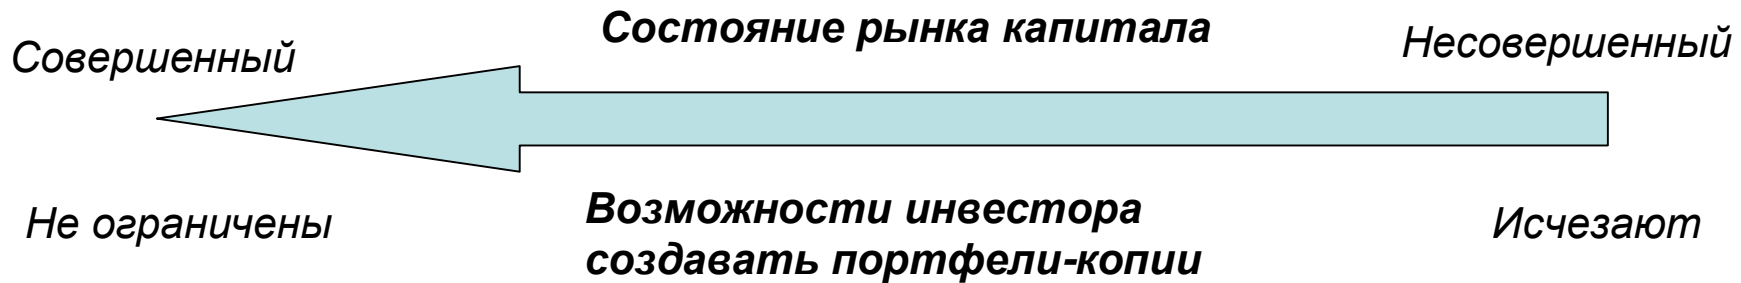 Состояние рынка капитала
Совершенный
Несовершенный
Не ограничены
Возможности инвестора
создавать портфели-копии
Исчезают